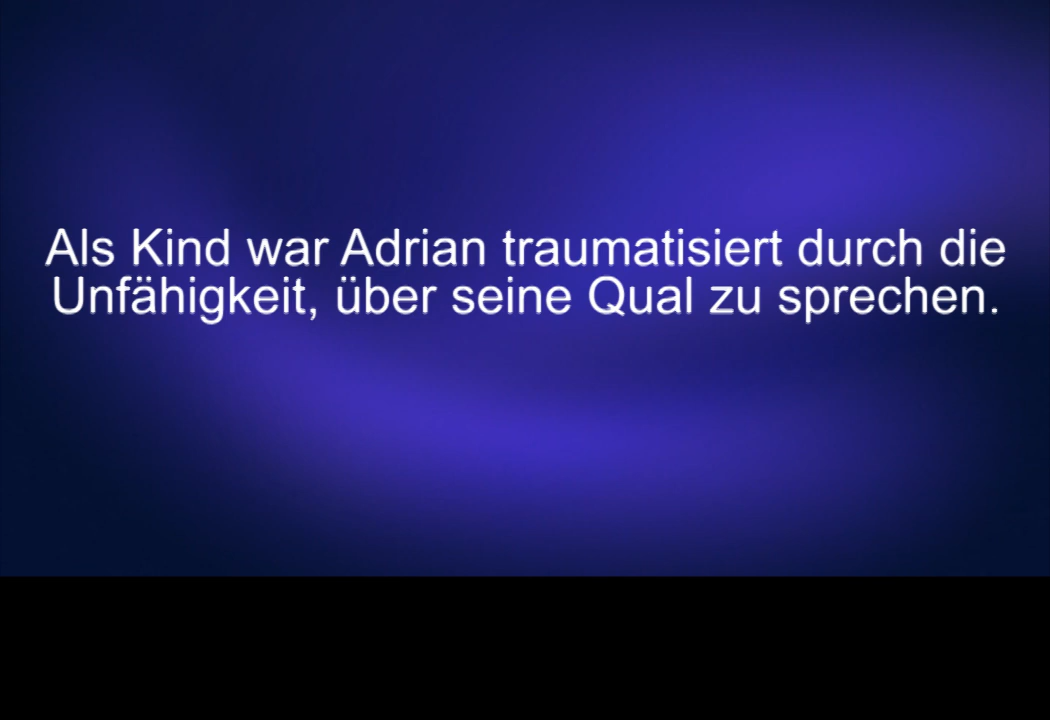 Als Kind war Adrian traumatisiert durch die
Unfähigkeit, über seine Qual zu sprechen.